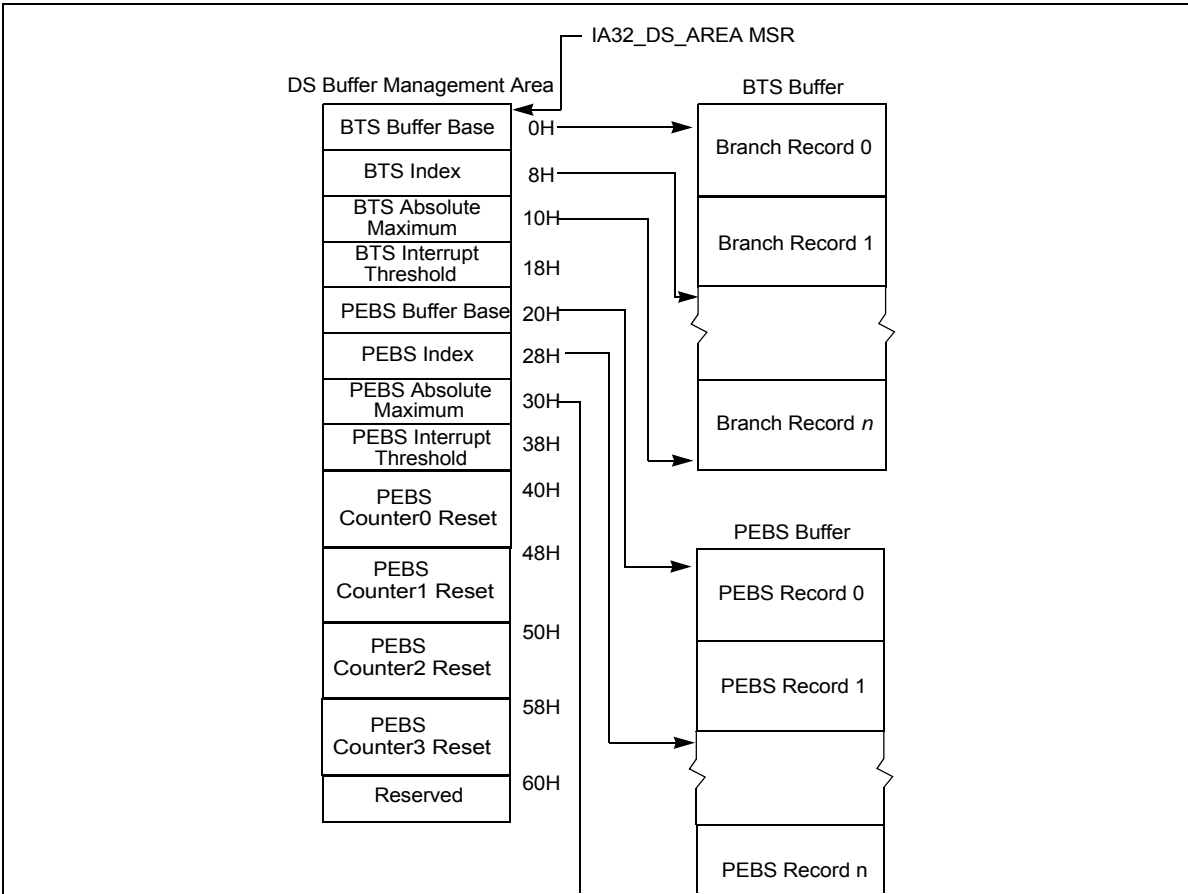 IA32_DS_AREA MSR
DS Buffer Management Area
BTS Buffer Base
0H
BTS Index
8H
BTS Absolute
Maximum
10H
BTS Interrupt
Threshold
18H
PEBS Buffer Base
20H
PEBS Index
28H
PEBS Absolute
Maximum
30H
PEBS Interrupt
Threshold
38H
PEBS
Counter0 Reset
40H
PEBS
Counter1 Reset
48H
PEBS
Counter2 Reset
50H
PEBS
Counter3 Reset
58H
Reserved
60H
BTS Buffer
Branch Record 0
Branch Record 1
Branch Record n
PEBS Buffer
PEBS Record 0
PEBS Record 1
PEBS Record n